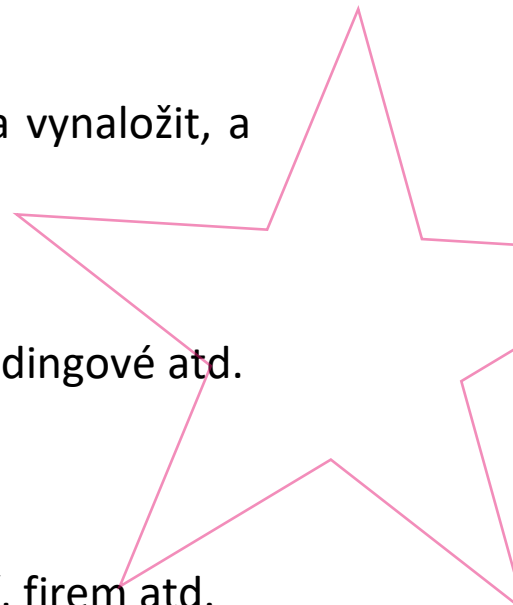 a vynaložit, a
dingové atd.
firem atd.